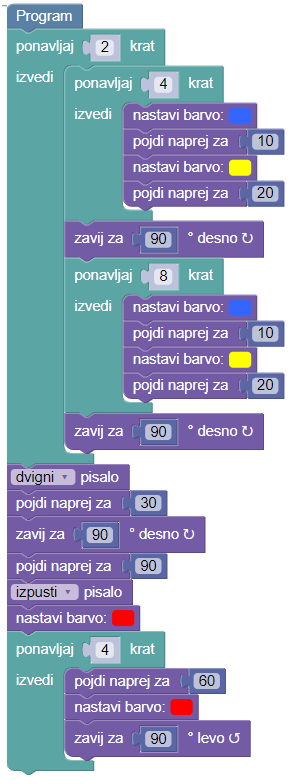 Program
ponavljaj 2 krat
izvedi
ponavljaj 4 krat
izvedi nastavi barvo:
pojdi naprej za 10
nastavi barvo:
pojdi naprej za 20
zavij za 90 ° desno ↻
ponavljaj 8 krat
izvedi nastavi barvo:
pojdi naprej za 10
nastavi barvo:
pojdi naprej za 20
zavij za 90 ° desno ↻
dvigni pisalo
pojdi naprej za 30
zavij za 90 ° desno ↻
pojdi naprej za 90
izpusti pisalo
nastavi barvo:
ponavljaj 4 krat
izvedi pojdi naprej za 60
nastavi barvo:
zavij za 90 ° levo ↺